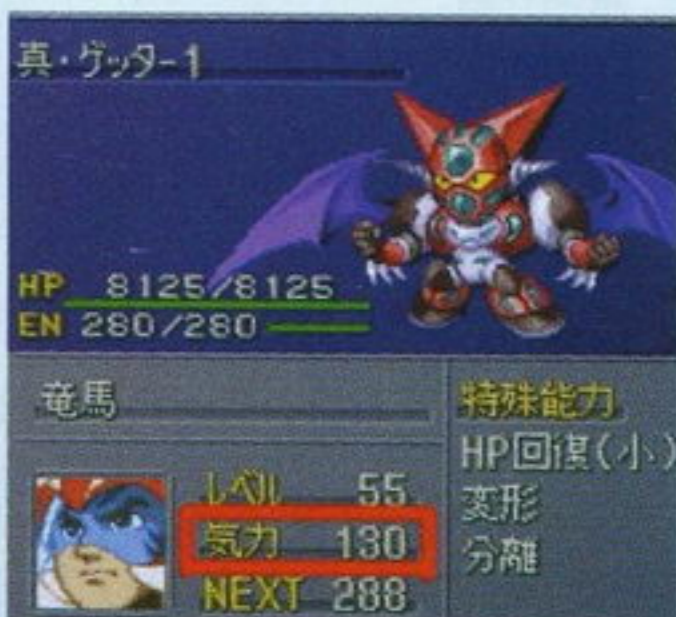 真・ゲッター1
HP 8125/8125
EN 280/280
竜馬
レベル 55
気力 130
NEXT 288
特殊能力
HP回復(小)
変形
分離